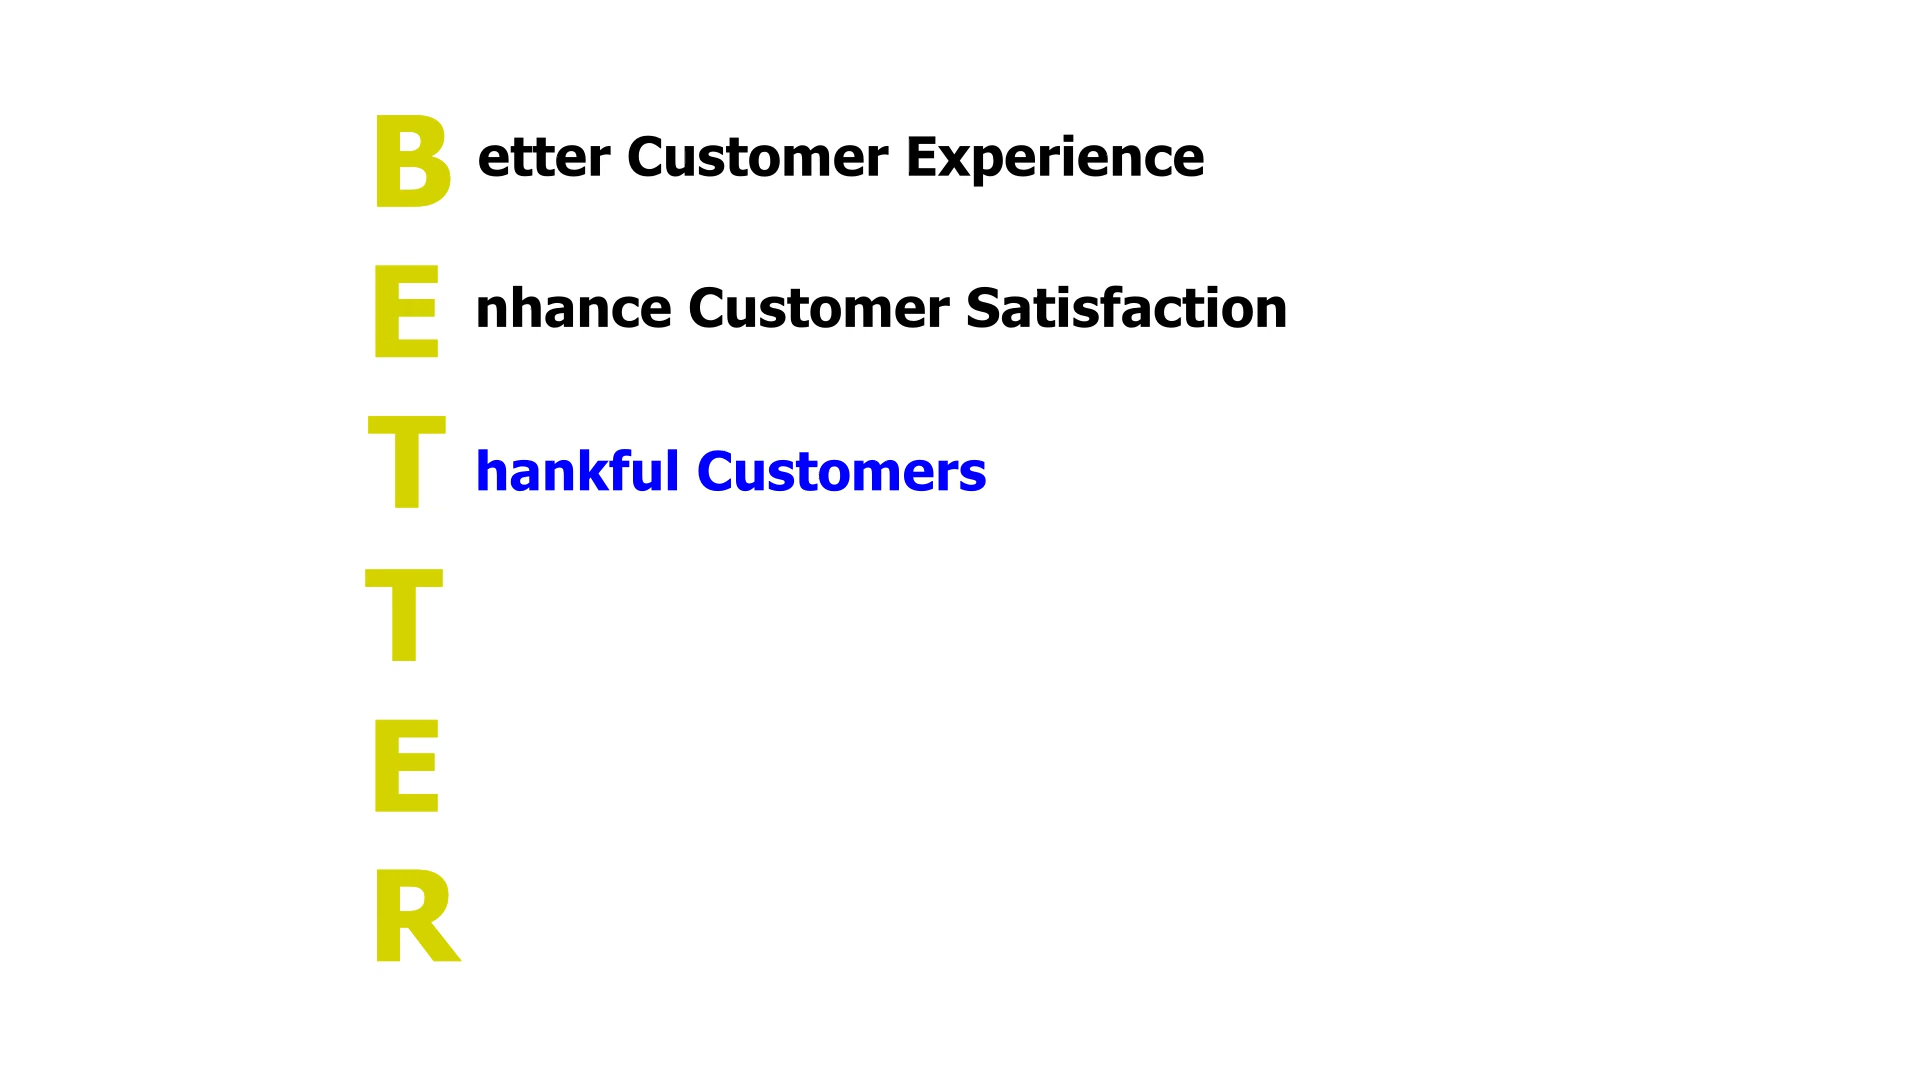 Better Customer Experience
Enhance Customer Satisfaction
Thankful Customers
T
E
R